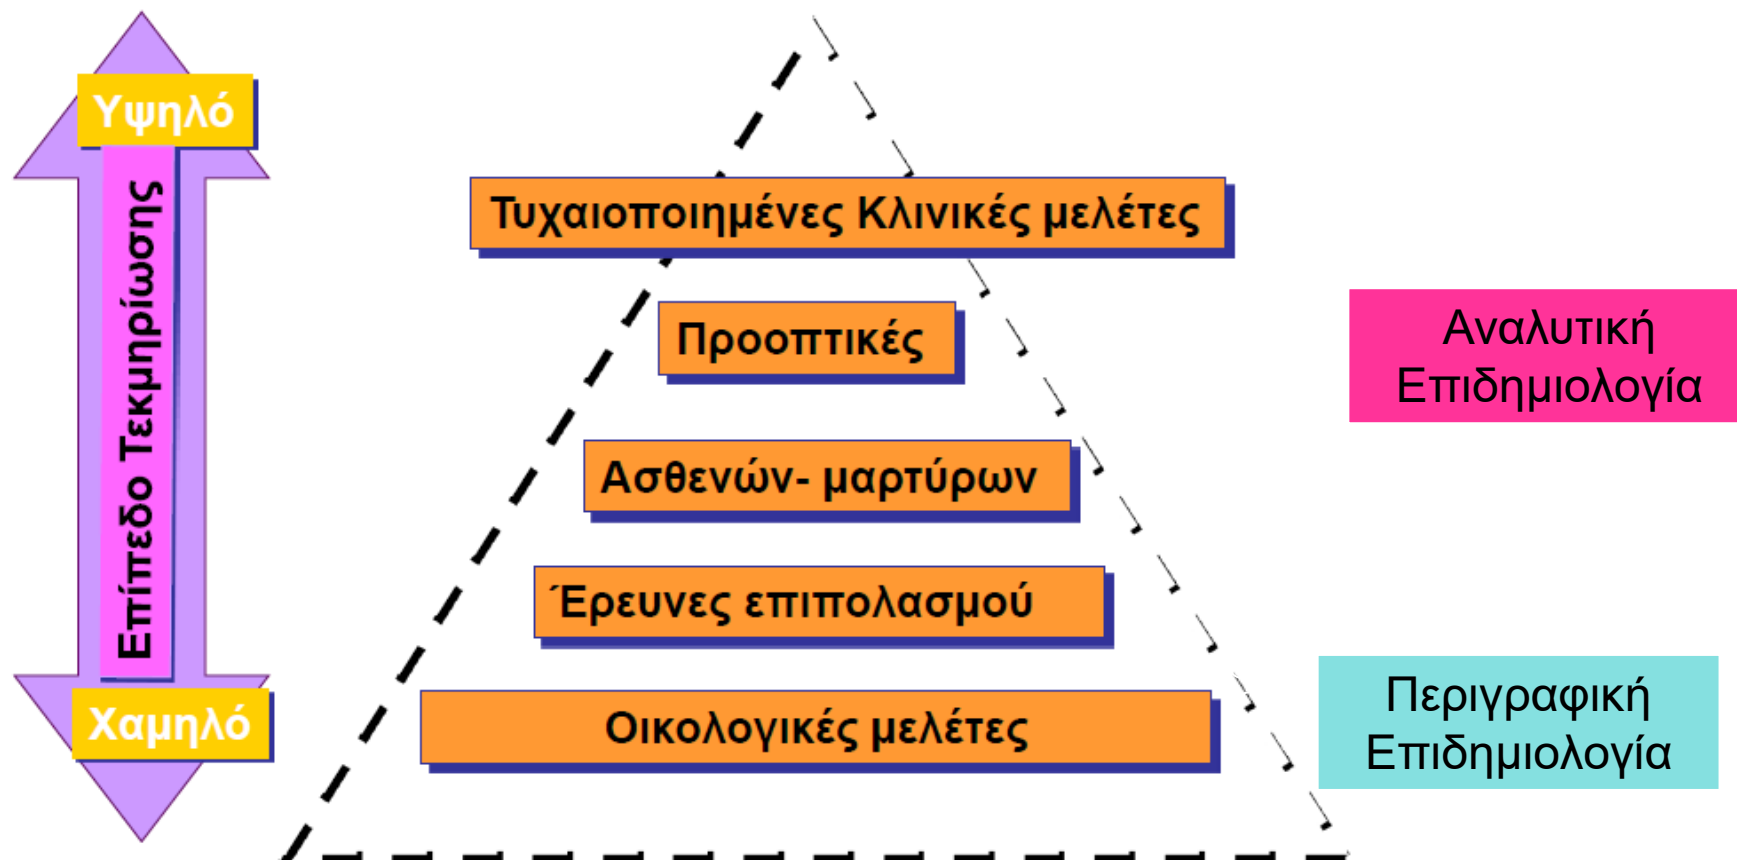 Υψηλό
Επίπεδο Τεκμηρίωσης
Χαμηλό
Τυχαιοποιημένες Κλινικές μελέτες
Προοπτικές
Ασθενών- μαρτύρων
Έρευνες επιπολασμού
Οικολογικές μελέτες
Αναλυτική
Επιδημιολογία
Περιγραφική
Επιδημιολογία